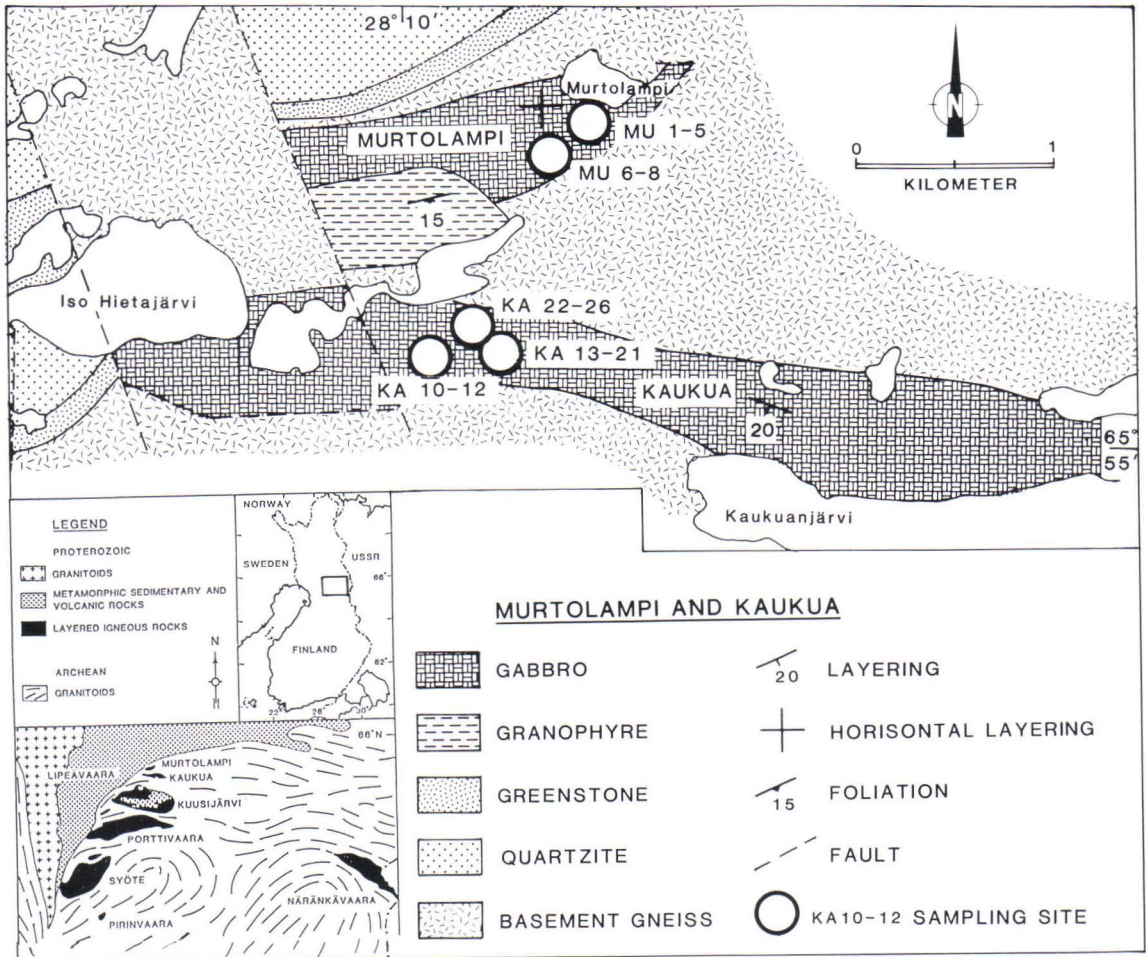 28° 10'
Murtolampi
MURTOLAMPI
MU 1-5
MU 6-8
15
N
0 1
KILOMETER
Iso Hietajärvi
KA 22-26
KA 13-21
KA 10-12
KAUKUA
20
65°
55'
Kaukuanjärvi
LEGEND
PROTEROZOIC
GRANITOIDS
METAMORPHIC SEDIMENTARY AND
VOLCANIC ROCKS
LAYERED IGNEOUS ROCKS
ARCHEAN
GRANITOIDS
N
NORWAY
SWEDEN
USSR
66°
FINLAND
62°
22° 26° 30°
66°N
LIPEÄVAARA
MURTOLAMPI
KAUKUA
KUUSIJÄRVI
PORTTIVAARA
SYÖTE
NÄRÄNKÄVAARA
PIRINVAARA
MURTOLAMPI AND KAUKUA
GABBRO
GRANOPHYRE
GREENSTONE
QUARTZITE
BASEMENT GNEISS
20 LAYERING
HORISONTAL LAYERING
15 FOLIATION
FAULT
KA10-12 SAMPLING SITE